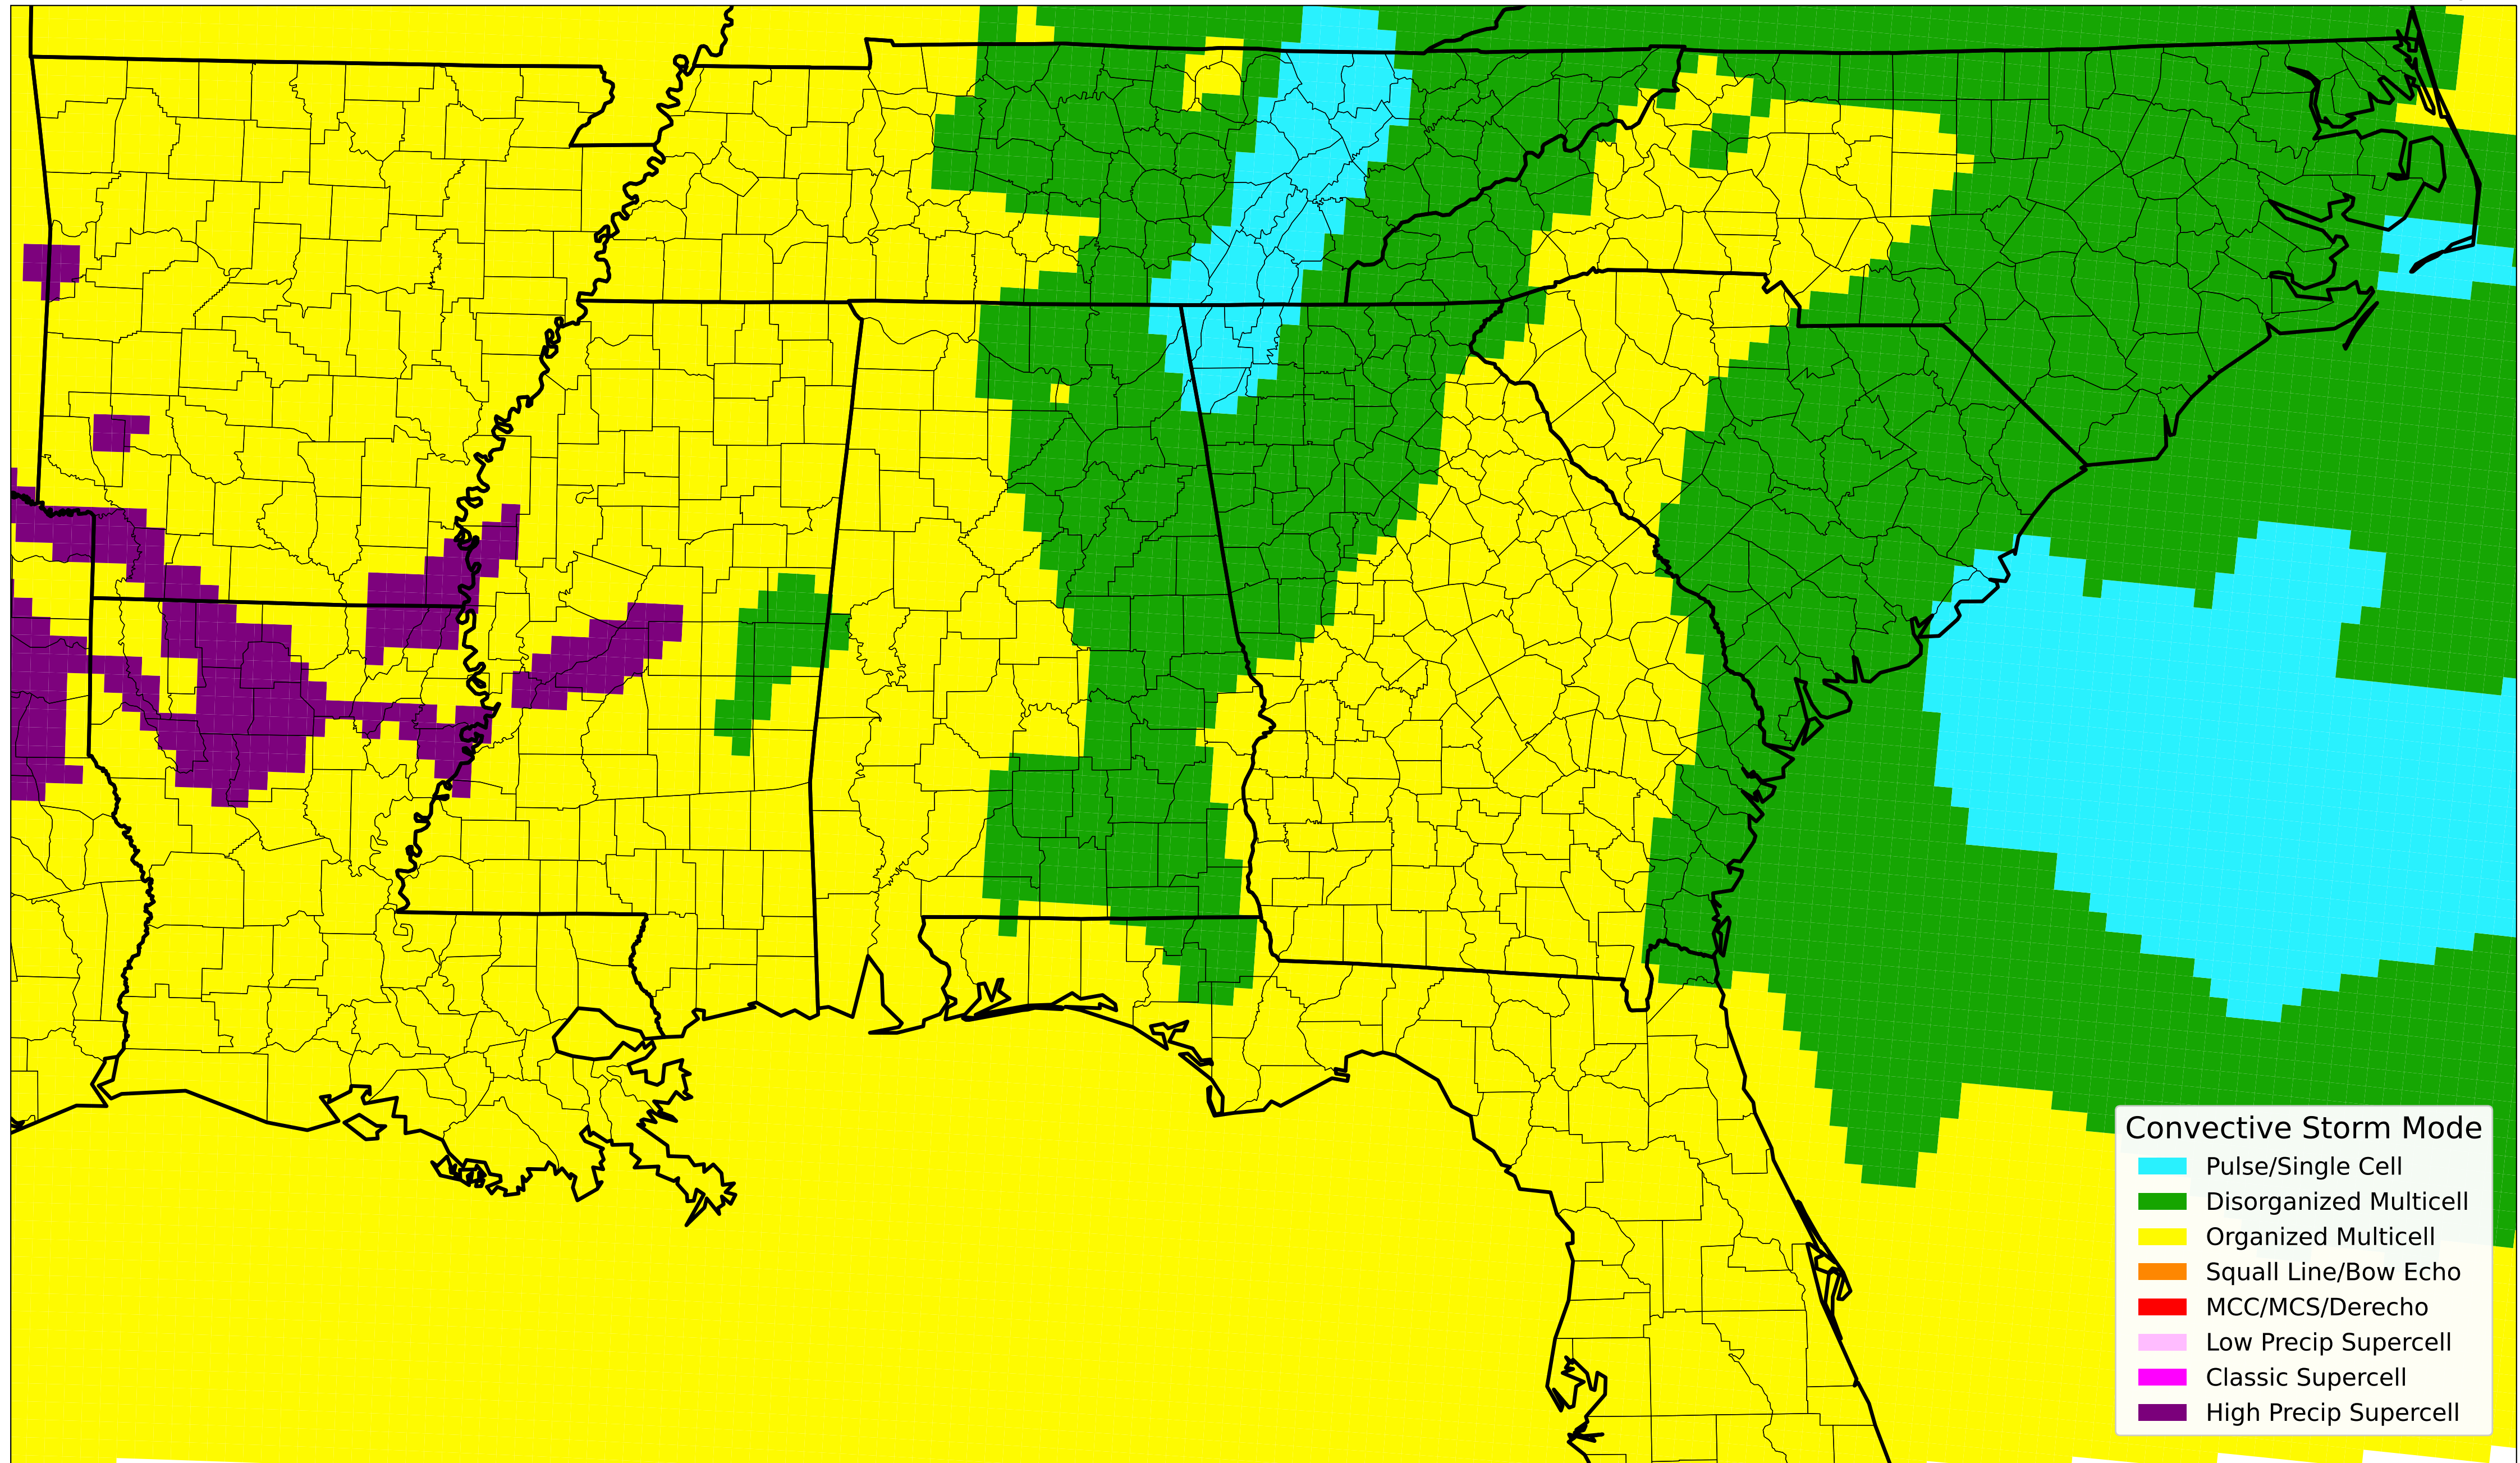 Convective Storm Mode
Pulse/Single Cell
Disorganized Multicell
Organized Multicell
Squall Line/Bow Echo
MCC/MCS/Derecho
Low Precip Supercell
Classic Supercell
High Precip Supercell